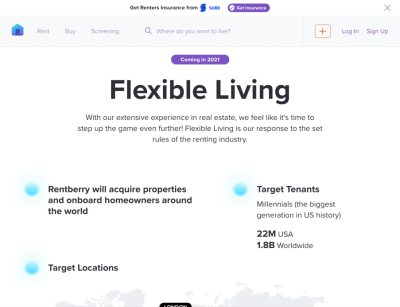 Get Renters Insurance from SURE Get Insurance
Rent Buy Screening Where do you want to live? Log In Sign Up
Coming in 2021
Flexible Living
With our extensive experience in real estate, we feel like it's time to
step up the game even further! Flexible Living is our response to the set
rules of the renting industry.
Rentberry will acquire properties
and onboard homeowners around
the world
Target Tenants
Millennials (the biggest
generation in US history)
22M USA
1.8B Worldwide
Target Locations
LONDON